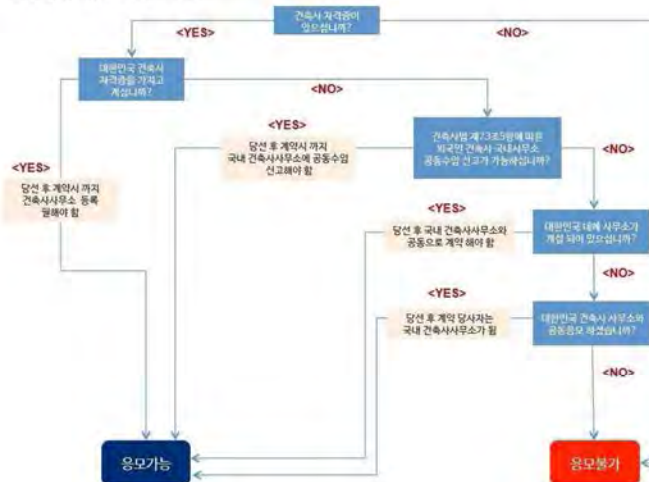 건축사 자격증이
있으십니까?
<YES>
<NO>
대한민국 건축사
자격증을 가지고
계십니까?
<NO>
<YES>
당선 후 계약시 까지
국내 건축사사무소에 공동수임
신고해야 함
건축사법 제23조5항에 따른
외국인 건축사 국내사무소
공동수임 신고가 가능하십니까?
<NO>
<YES>
당선 후 계약시 까지
건축사사무소 등록
필해야 함
<YES>
당선 후 국내 건축사사무소와
공동으로 계약 해야 함
대한민국 내에 사무소가
개설 되어 있으십니까?
<NO>
<YES>
당선 후 계약 당사자는
국내 건축사사무소가 됨
대한민국 건축사 사무소와
공동응모 하겠습니까?
<NO>
응모가능
응모불가